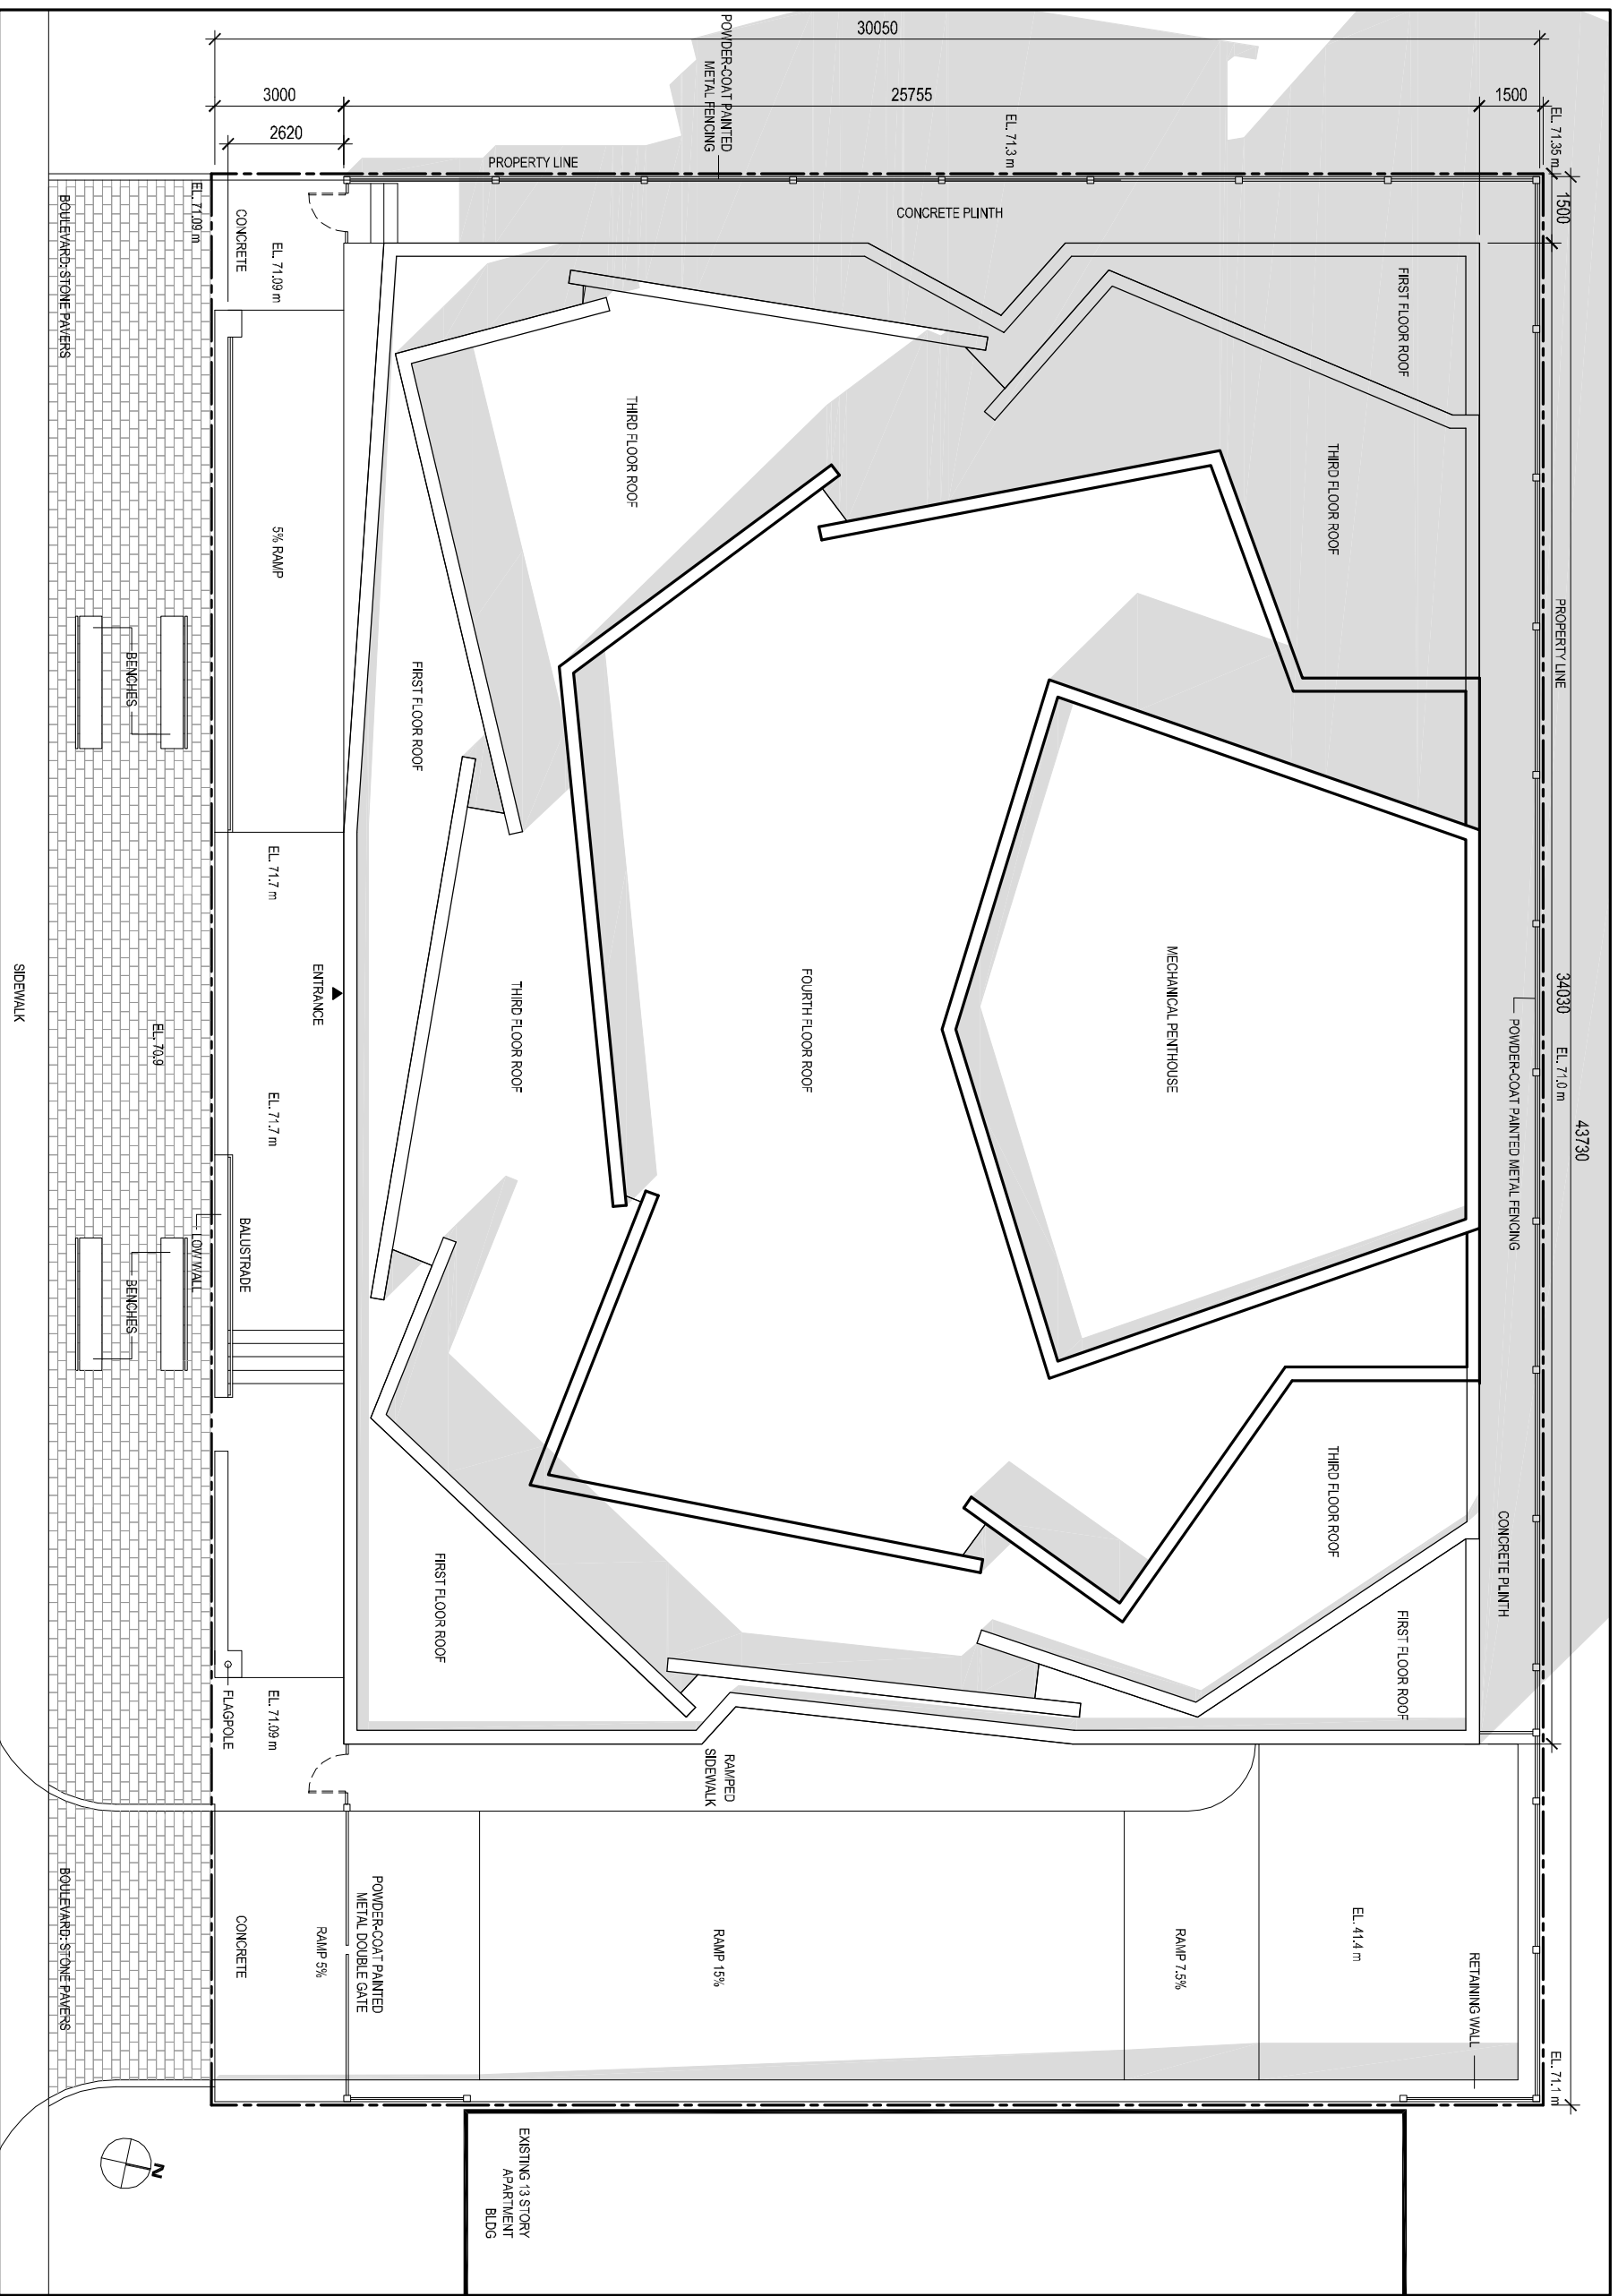 43730
1500
34030
EL. 71.35 m
PROPERTY LINE
EL. 71.0 m
EL. 71.1 m
POWDER-COAT PAINTED METAL FENCING
1500
30050
25755
3000
2620
CONCRETE PLINTH
RETAINING WALL
FIRST FLOOR ROOF
THIRD FLOOR ROOF
MECHANICAL PENTHOUSE
THIRD FLOOR ROOF
FIRST FLOOR ROOF
EL. 41.4 m
RAMP 7.5%
EL. 71.3 m
CONCRETE PLINTH
FOURTH FLOOR ROOF
POWDER-COAT PAINTED
METAL FENCING
RAMPED
SIDEWALK
RAMP 15%
PROPERTY LINE
THIRD FLOOR ROOF
THIRD FLOOR ROOF
EXISTING 13 STORY
APARTMENT
BLDG
FIRST FLOOR ROOF
FIRST FLOOR ROOF
POWDER-COAT PAINTED
METAL DOUBLE GATE
ENTRANCE
RAMP 5%
EL. 71.09 m
5% RAMP
EL. 71.7 m
EL. 71.7 m
EL. 71.09 m
CONCRETE
BALUSTRADE
FLAGPOLE
CONCRETE
EL. 71.09 m
LOW WALL
EL. 70.9
BENCHES
BENCHES
N
BOULEVARD: STONE PAVERS
BOULEVARD: STONE PAVERS
SIDEWALK